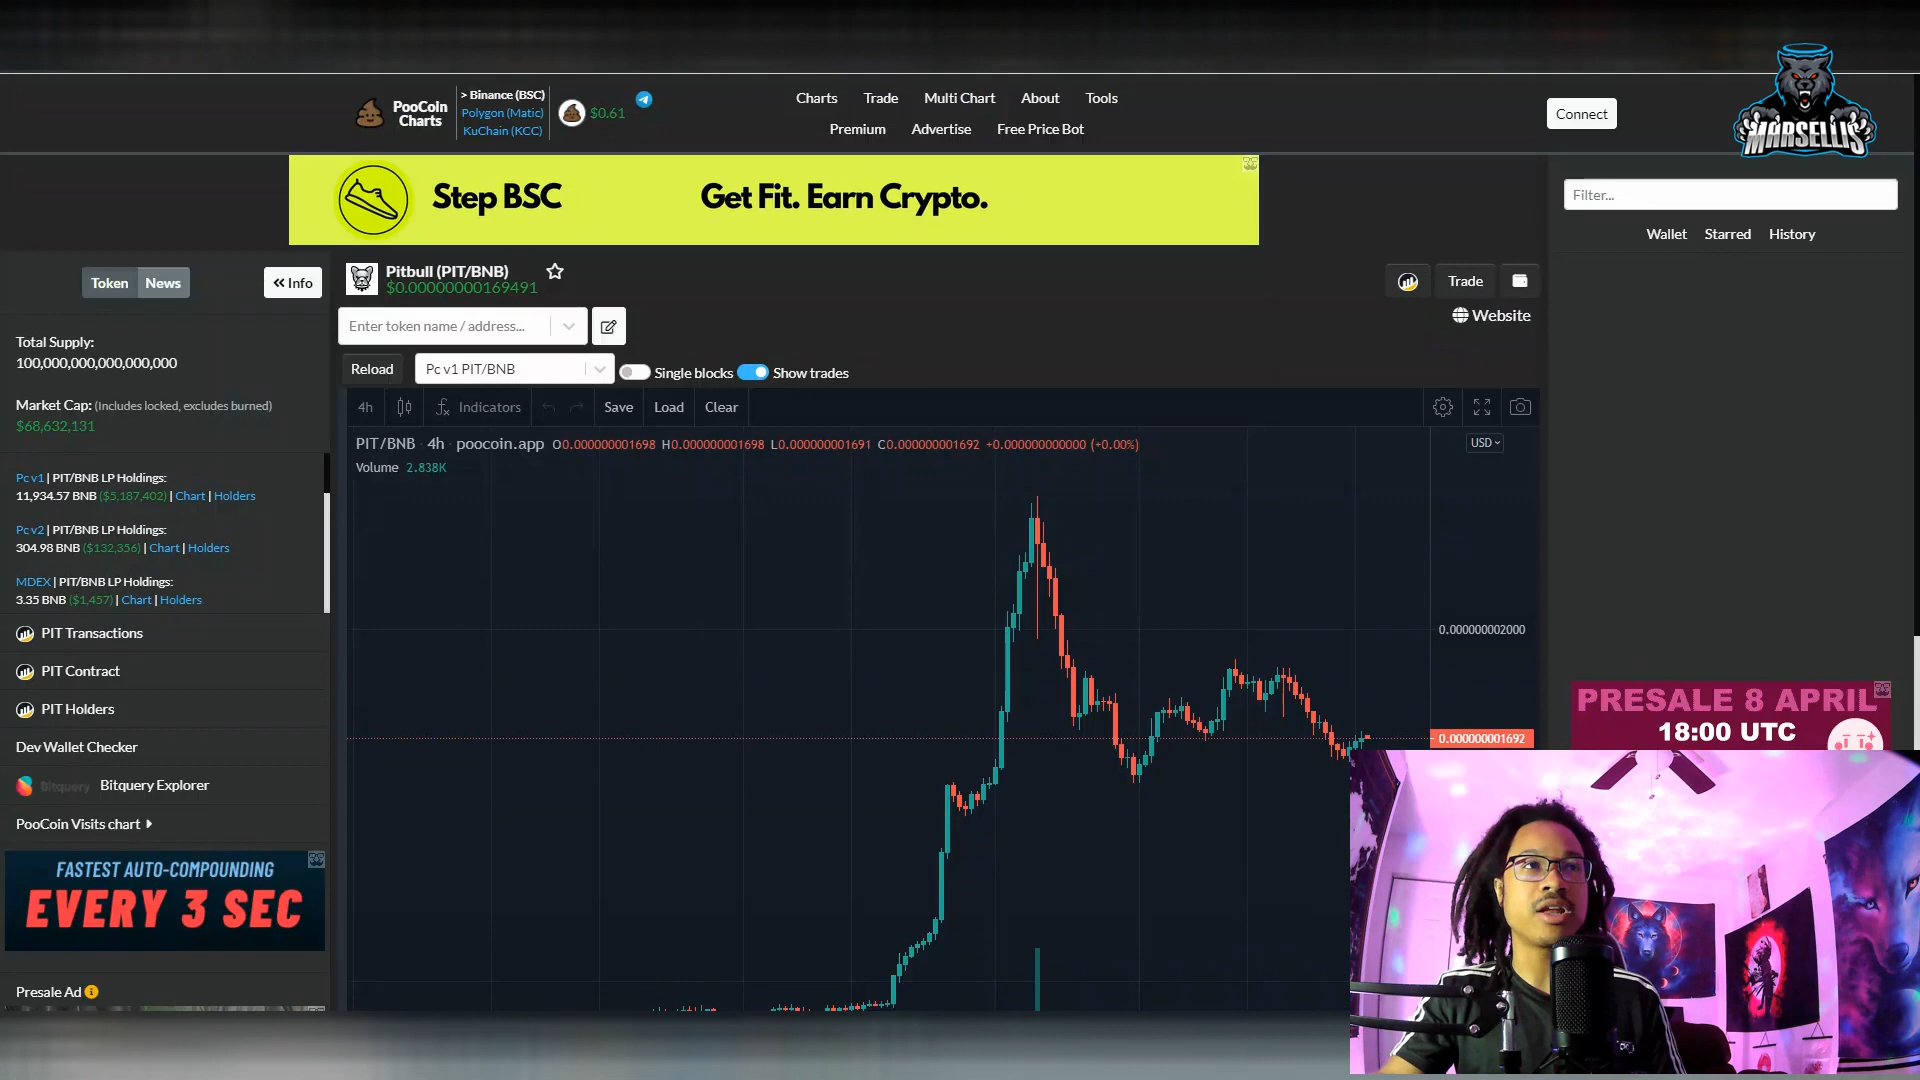 PooCoin
Charts
> Binance (BSC)
Polygon (Matic)
KuChain (KCC)
$0.61
Charts
Trade
Multi Chart
About
Tools
Premium
Advertise
Free Price Bot
Connect
MARSELLIS
Step BSC
Get Fit. Earn Crypto.
Filter...
Wallet
Starred
History
Token
News
« Info
Pitbull (PIT/BNB)
$0.00000000169491
Trade
Website
Enter token name / address...
Total Supply:
100,000,000,000,000,000
Market Cap: (Includes locked, excludes burned)
$68,632,131
Reload
Pc v1 PIT/BNB
Single blocks
Show trades
4h
Indicators
Save
Load
Clear
PIT/BNB · 4h · poocoin.app O0.000000001698 H0.000000001698 L0.000000001691 C0.000000001692 +0.000000000000 (+0.00%)
USD
Volume 2.838K
Pc v1 | PIT/BNB LP Holdings:
11,934.57 BNB ($5,187,402) | Chart | Holders
Pc v2 | PIT/BNB LP Holdings:
304.98 BNB ($132,356) | Chart | Holders
MDEX | PIT/BNB LP Holdings:
3.35 BNB ($1,457) | Chart | Holders
PIT Transactions
PIT Contract
PIT Holders
Dev Wallet Checker
Bitquery
Bitquery Explorer
PooCoin Visits chart
FASTEST AUTO-COMPOUNDING
EVERY 3 SEC
Presale Ad
0.000000002000
0.000000001692
PRESALE 8 APRIL
18:00 UTC